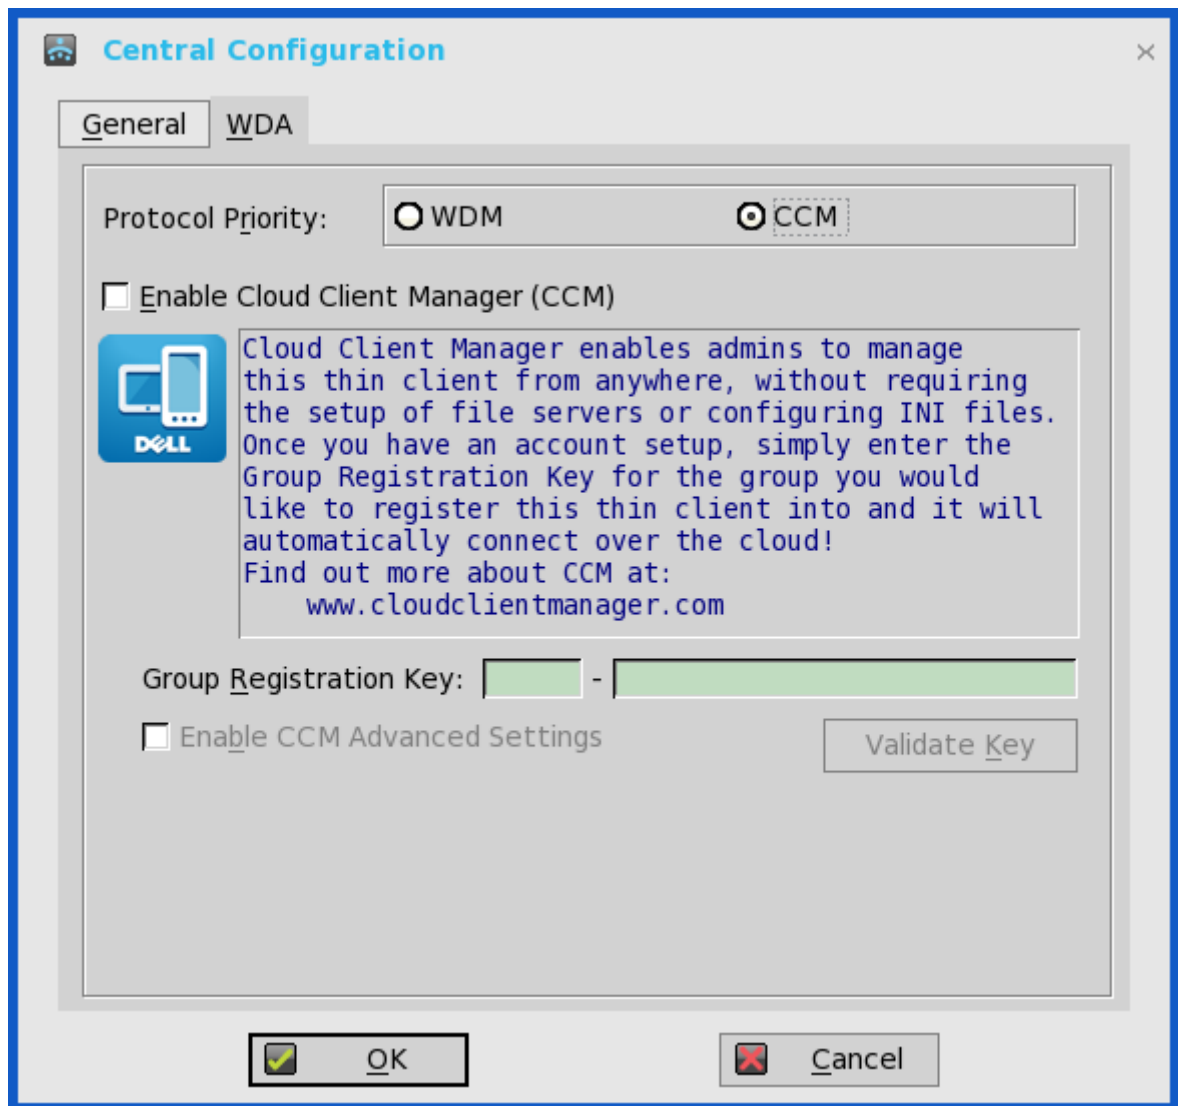 Central Configuration
General WDA
Protocol Priority: WDM CCM
Enable Cloud Client Manager (CCM)
DELL
Cloud Client Manager enables admins to manage
this thin client from anywhere, without requiring
the setup of file servers or configuring INI files.
Once you have an account setup, simply enter the
Group Registration Key for the group you would
like to register this thin client into and it will
automatically connect over the cloud!
Find out more about CCM at:
www.cloudclientmanager.com
Group Registration Key: -
Enable CCM Advanced Settings Validate Key
OK Cancel